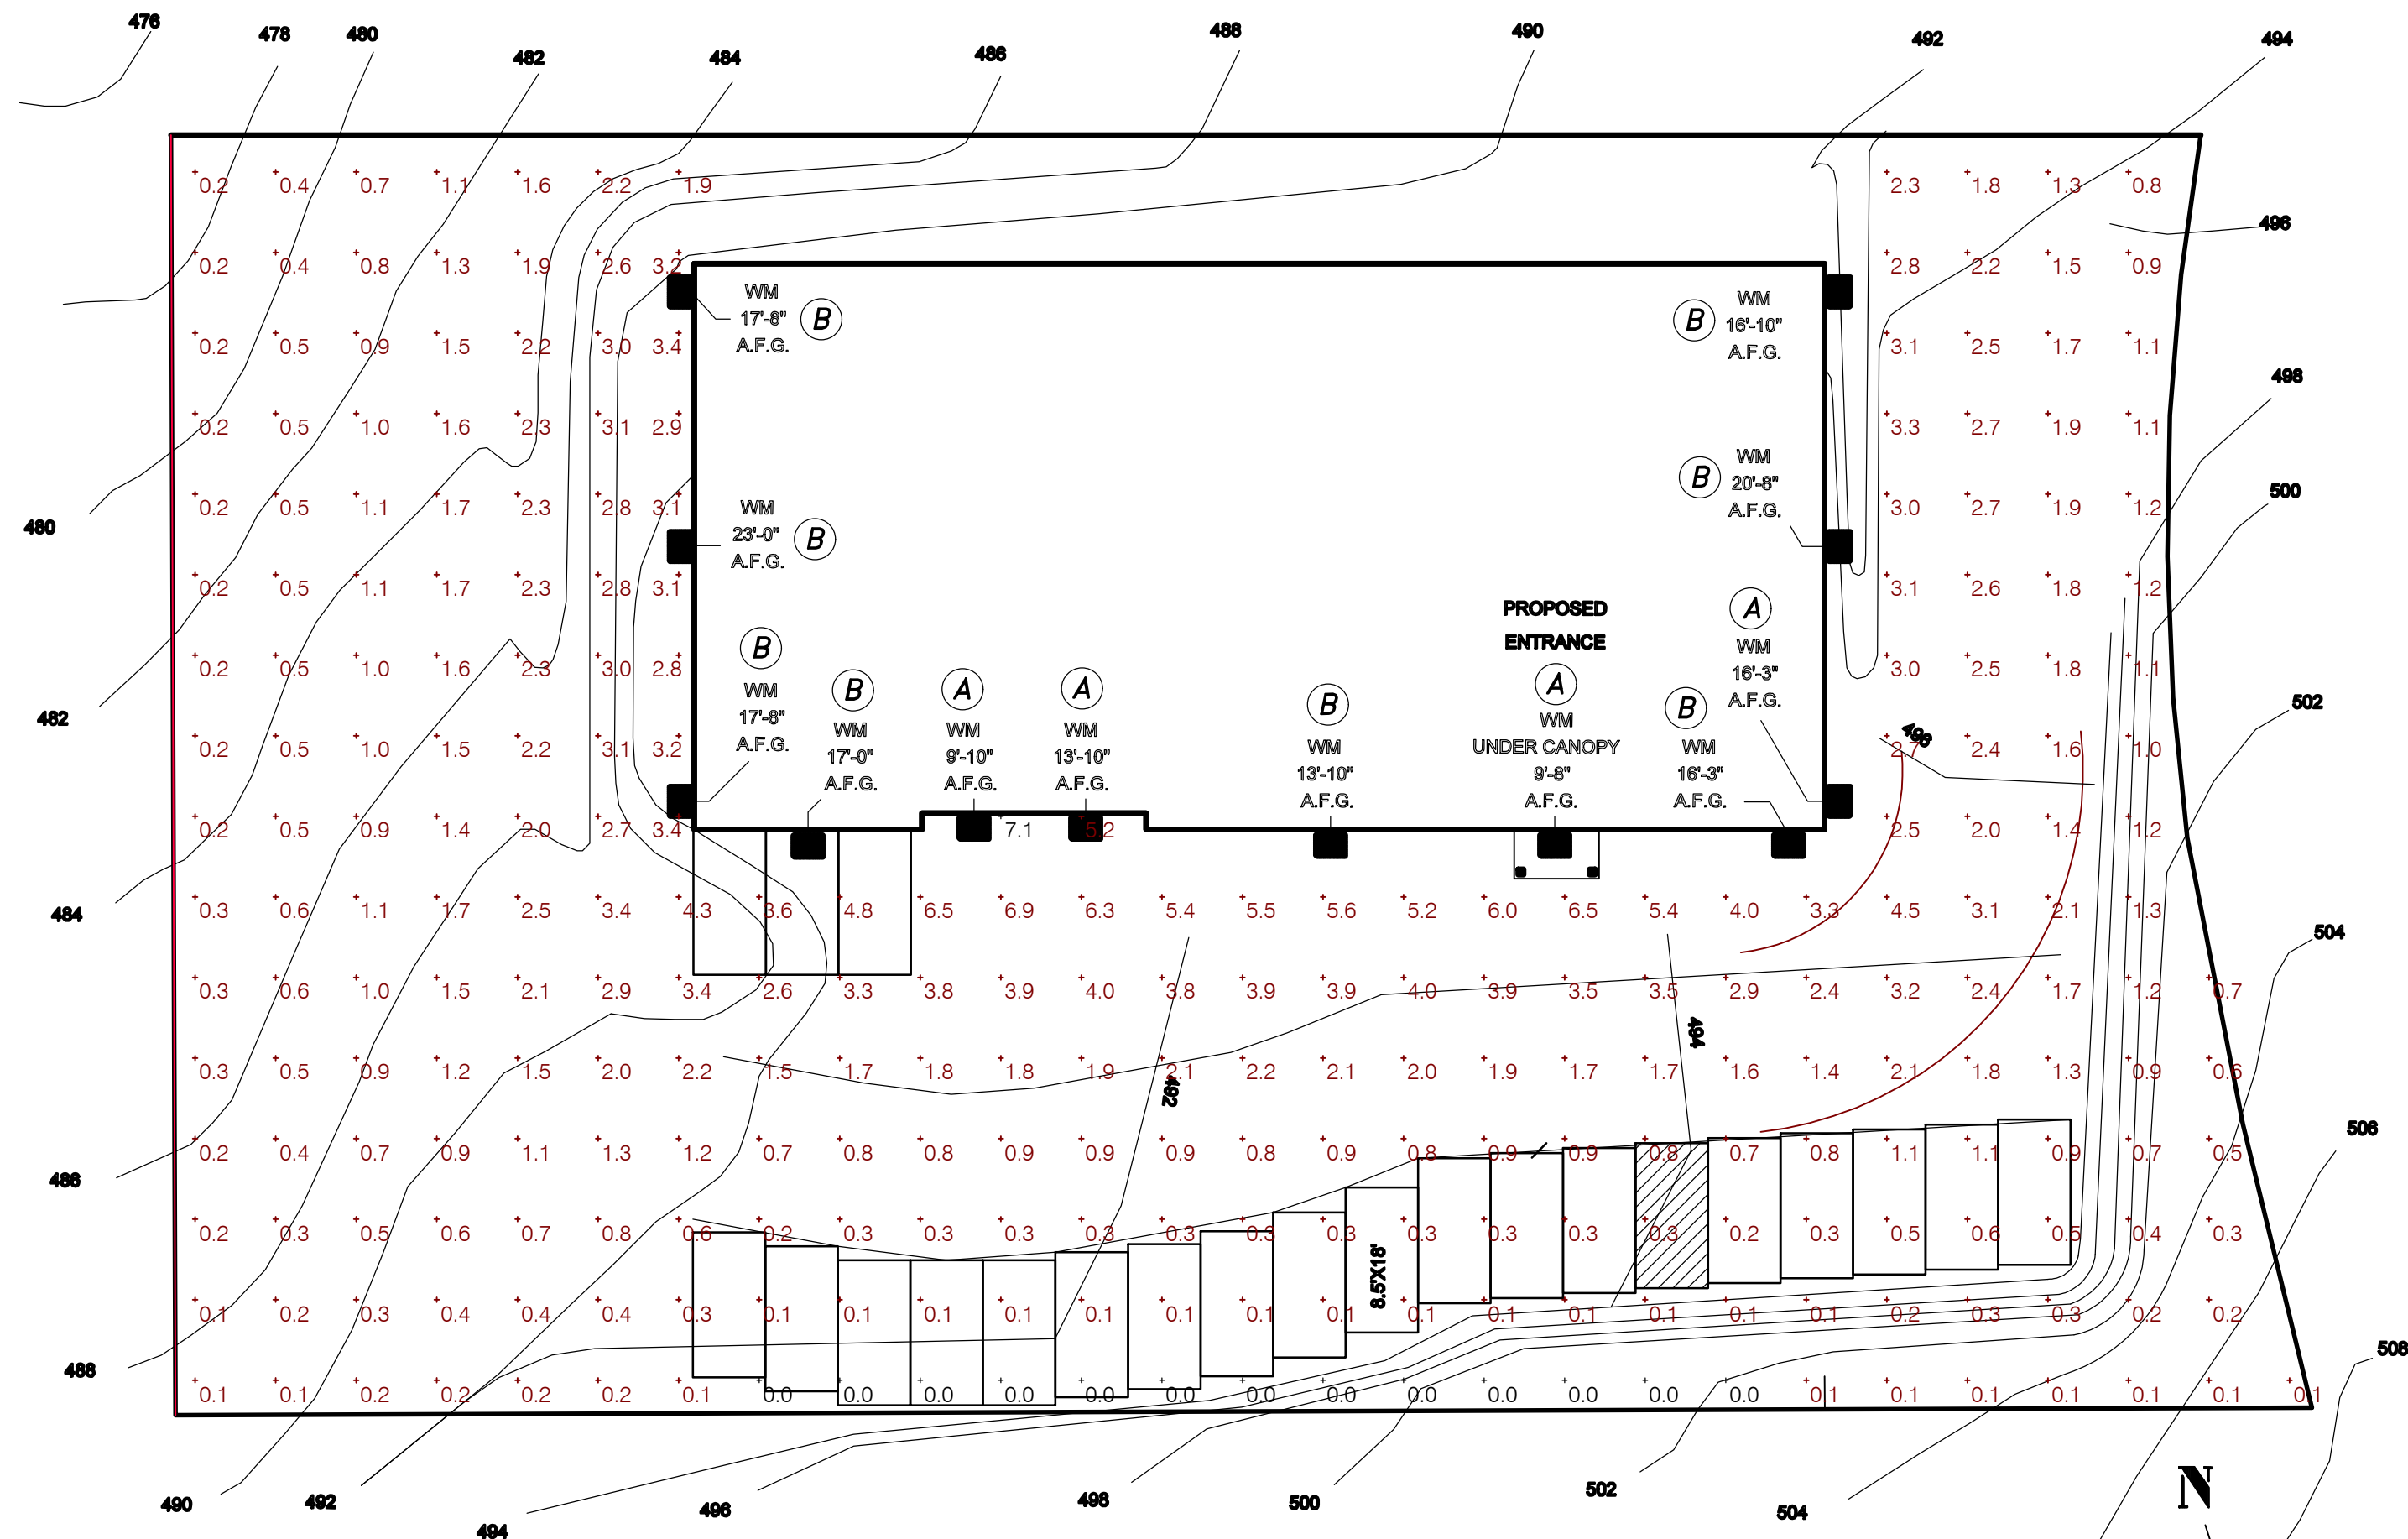 476 478 480 482 484 486 488 490 492 494
0.2 0.4 0.7 1.1 1.6 2.2 1.9 2.3 1.8 1.3 0.8
496
0.2 0.4 0.8 1.3 1.9 2.6 3.2 2.8 2.2 1.5 0.9
WM
17'-8"
A.F.G.
B
B
WM
16'-10"
A.F.G.
0.2 0.5 0.9 1.5 2.2 3.0 3.4 3.1 2.5 1.7 1.1
498
0.2 0.5 1.0 1.6 2.3 3.1 2.9 3.3 2.7 1.9 1.1
B
WM
20'-8"
A.F.G.
500
480
0.2 0.5 1.1 1.7 2.3 2.8 3.1 3.0 2.7 1.9 1.2
WM
23'-0"
A.F.G.
B
0.2 0.5 1.1 1.7 2.3 2.8 3.1 3.1 2.6 1.8 1.2
PROPOSED
ENTRANCE
0.2 0.5 1.0 1.6 2.3 3.0 2.8 3.0 2.5 1.8 1.1
482
502
B
WM
17'-8"
A.F.G.
B
WM
17'-0"
A.F.G.
A
WM
9'-10"
A.F.G.
A
WM
13'-10"
A.F.G.
B
WM
13'-10"
A.F.G.
A
WM
UNDER CANOPY
9'-8"
A.F.G.
B
WM
16'-3"
A.F.G.
A
WM
16'-3"
A.F.G.
496
0.2 0.5 1.0 1.5 2.2 3.1 3.2 2.7 2.4 1.6 1.0
0.2 0.5 0.9 1.4 2.0 2.7 3.4 7.1 5.2 2.5 2.0 1.4 1.2
484
0.3 0.6 1.1 1.7 2.5 3.4 4.3 3.6 4.8 6.5 6.9 6.3 5.4 5.5 5.6 5.2 6.0 6.5 5.4 4.0 3.3 4.5 3.1 2.1 1.3
504
0.3 0.6 1.0 1.5 2.1 2.9 3.4 2.6 3.3 3.8 3.9 4.0 3.8 3.9 3.9 4.0 3.9 3.5 3.5 2.9 2.4 3.2 2.4 1.7 1.2 0.7
494
0.3 0.5 0.9 1.2 1.5 2.0 2.2 1.5 1.7 1.8 1.8 1.9 2.1 2.2 2.1 2.0 1.9 1.7 1.7 1.6 1.4 2.1 1.8 1.3 0.9 0.6
492
506
486
0.2 0.4 0.7 0.9 1.1 1.3 1.2 0.7 0.8 0.8 0.9 0.9 0.9 0.8 0.9 0.8 0.9 0.9 0.8 0.7 0.8 1.1 1.1 0.9 0.7 0.5
0.2 0.3 0.5 0.6 0.7 0.8 0.6 0.2 0.3 0.3 0.3 0.3 0.3 0.3 0.3 0.3 0.3 0.3 0.3 0.2 0.3 0.5 0.6 0.5 0.4 0.3
8.5'X18'
0.1 0.2 0.3 0.4 0.4 0.4 0.3 0.1 0.1 0.1 0.1 0.1 0.1 0.1 0.1 0.1 0.1 0.1 0.1 0.1 0.1 0.2 0.3 0.3 0.2 0.2
488
508
0.1 0.1 0.2 0.2 0.2 0.2 0.1 0.0 0.0 0.0 0.0 0.0 0.0 0.0 0.0 0.0 0.0 0.0 0.0 0.0 0.1 0.1 0.1 0.1 0.1 0.1 0.1
490 492 494 496 498 500 502 504
N